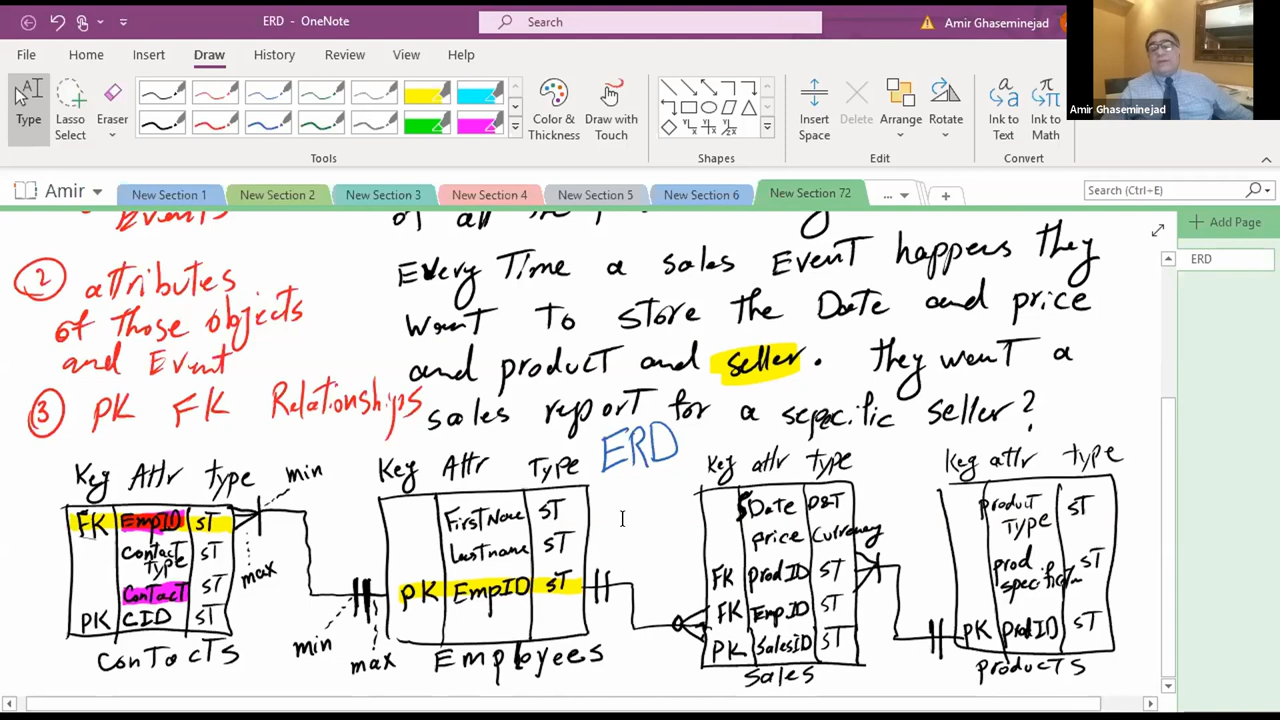 ERD - OneNote
Search
Amir Ghaseminejad
File Home Insert Draw History Review View Help
Type
Lasso Select
Eraser
Color & Thickness
Draw with Touch
Insert Space
Delete
Arrange
Rotate
Ink to Text
Ink to Math
Tools
Shapes
Edit
Convert
Amir Ghaseminejad
Amir
New Section 1
New Section 2
New Section 3
New Section 4
New Section 5
New Section 6
New Section 72
...
Search (Ctrl+E)
Add Page
ERD
Events
2 attributes
of those objects
and Event
3 PK FK Relationships
of all the
Every Time a sales Event happens they
want to store the Date and price
and product and seller. they want a
sales report for a sepcific seller?
ERD
Key Attr type
FK EmpID ST
contact type ST
contact ST
PK CID ST
ContacTs
min
max
min
max
Key Attr Type
FirstName ST
Lastname ST
PK EmpID ST
Employees
Key attr type
SDate D&T
price Currency
FK prodID ST
FK EmpID ST
PK SalesID ST
Sales
Key attr type
product Type ST
PK prodID ST
producTs